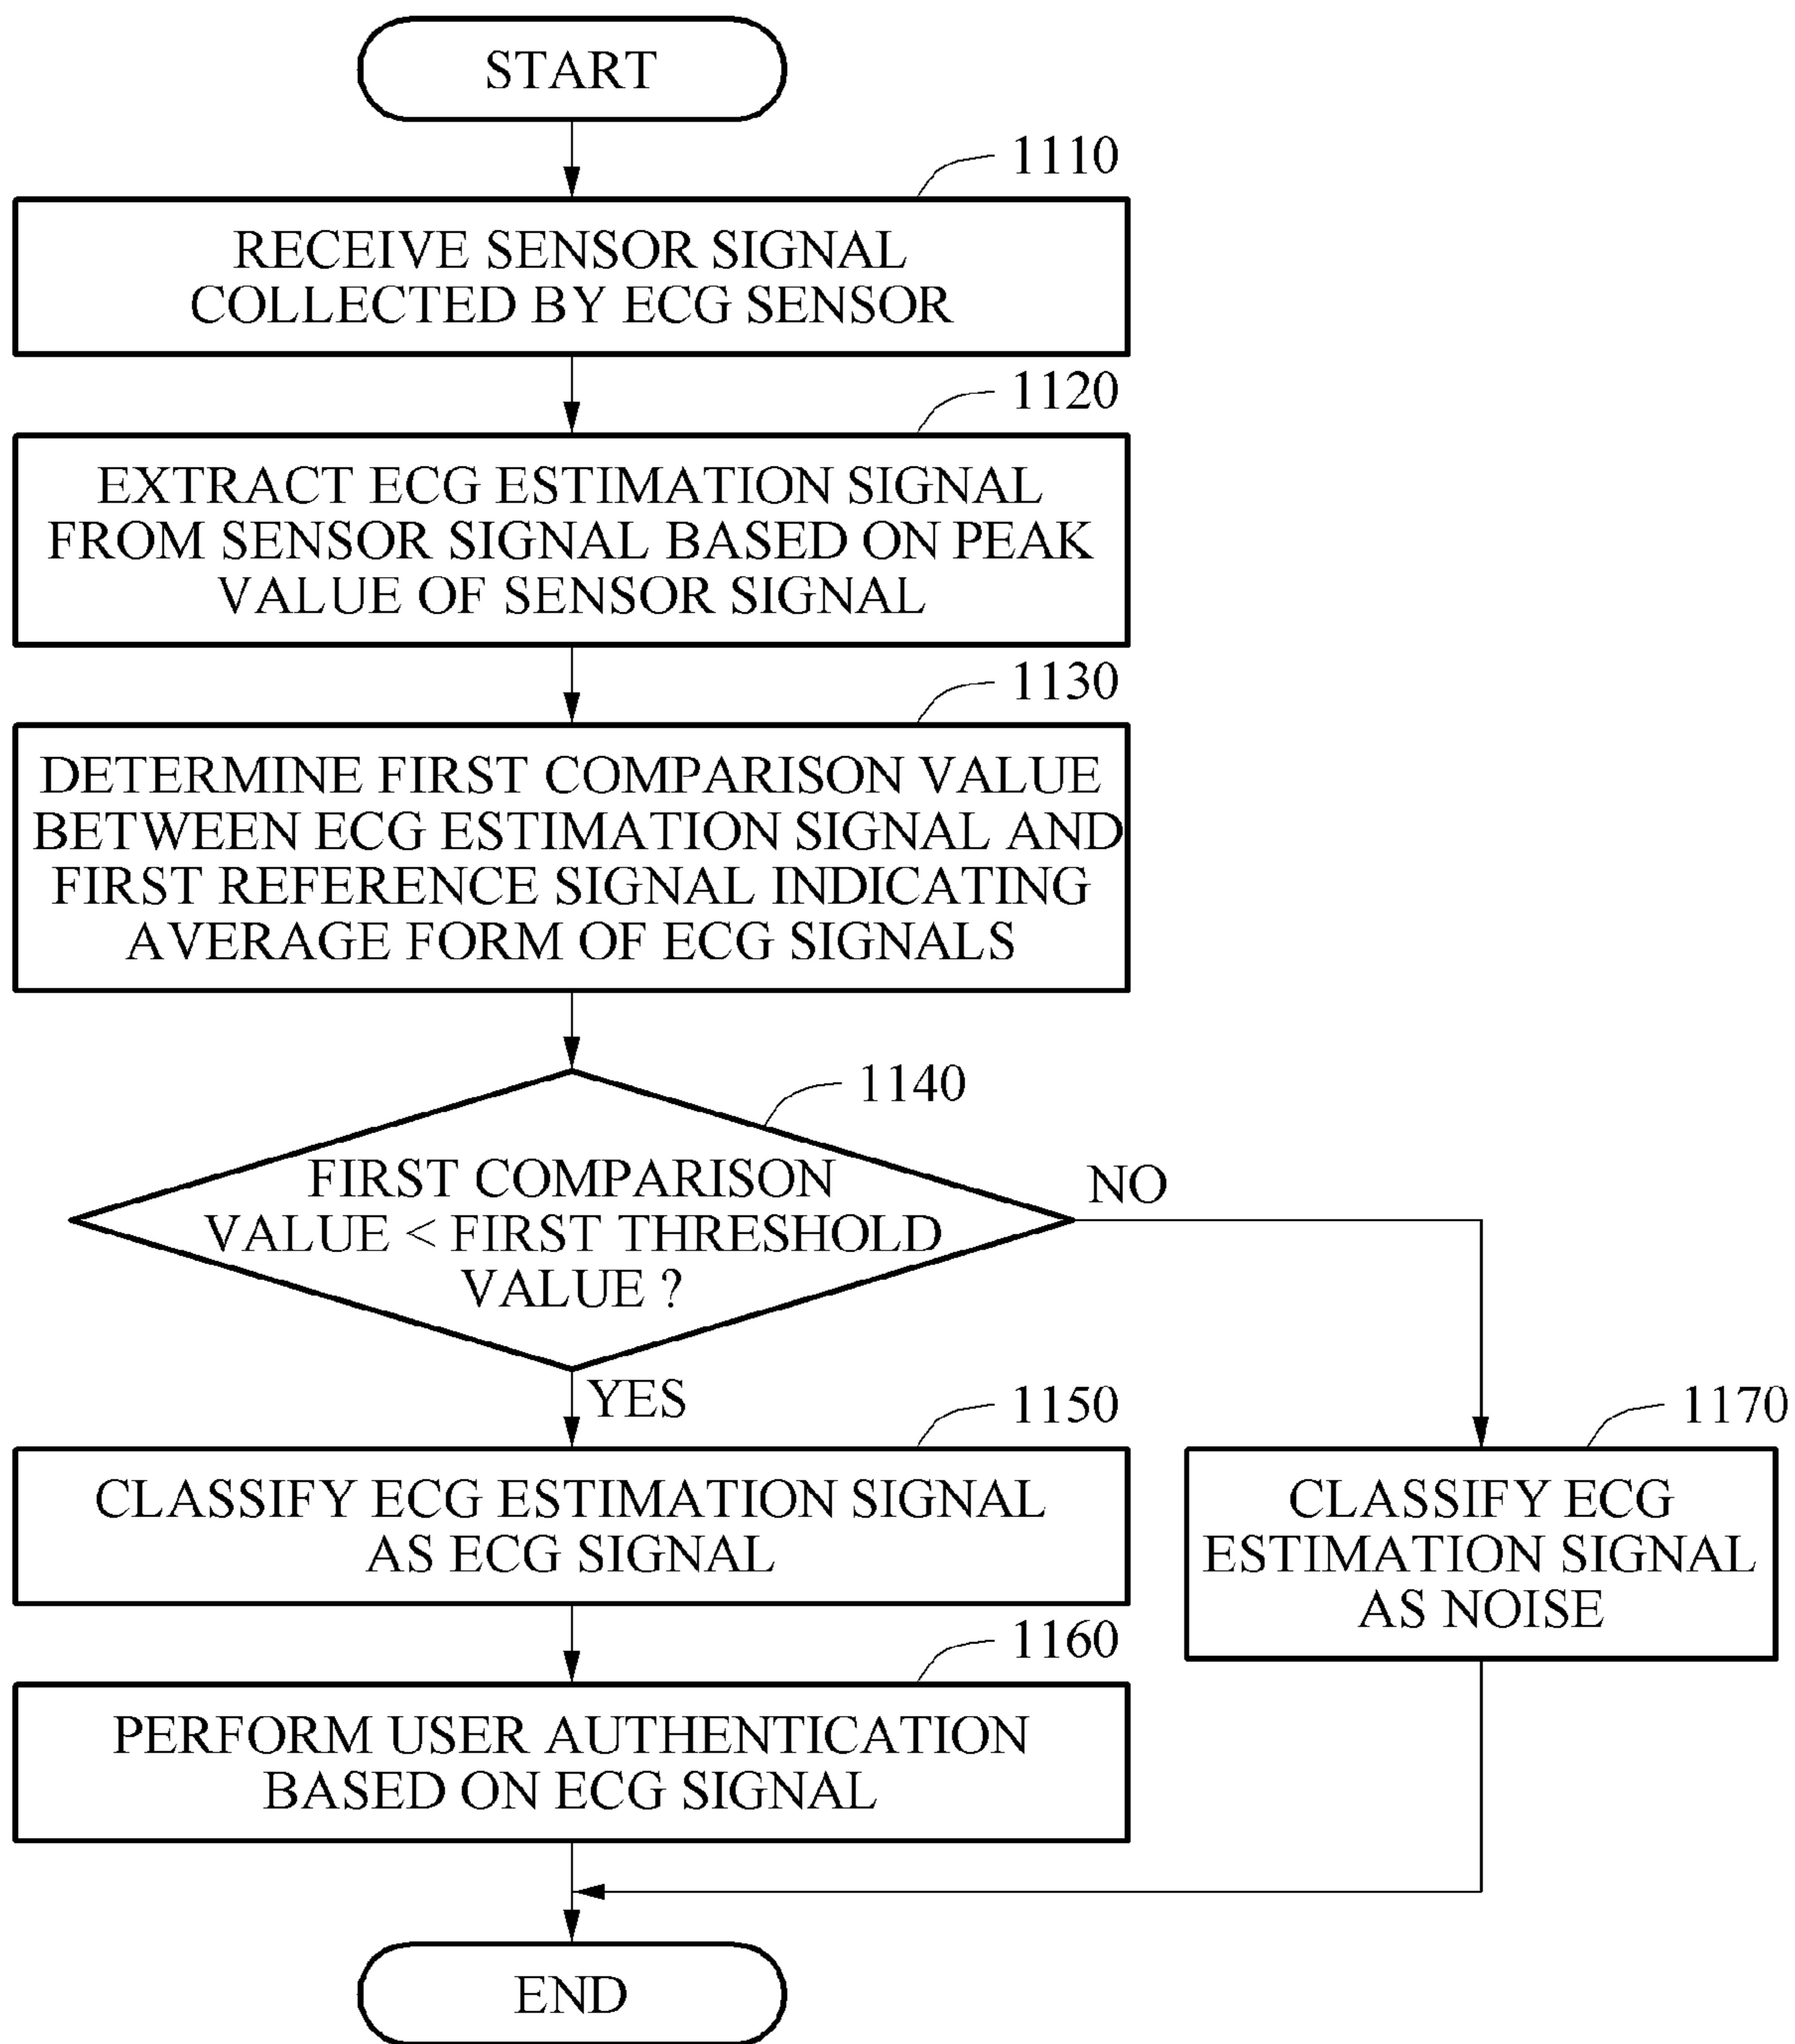 START
1110
RECEIVE SENSOR SIGNAL
COLLECTED BY ECG SENSOR
1120
EXTRACT ECG ESTIMATION SIGNAL
FROM SENSOR SIGNAL BASED ON PEAK
VALUE OF SENSOR SIGNAL
1130
DETERMINE FIRST COMPARISON VALUE
BETWEEN ECG ESTIMATION SIGNAL AND
FIRST REFERENCE SIGNAL INDICATING
AVERAGE FORM OF ECG SIGNALS
1140
FIRST COMPARISON
VALUE < FIRST THRESHOLD
VALUE ?
NO
YES
1150
CLASSIFY ECG ESTIMATION SIGNAL
AS ECG SIGNAL
1170
CLASSIFY ECG
ESTIMATION SIGNAL
AS NOISE
1160
PERFORM USER AUTHENTICATION
BASED ON ECG SIGNAL
END